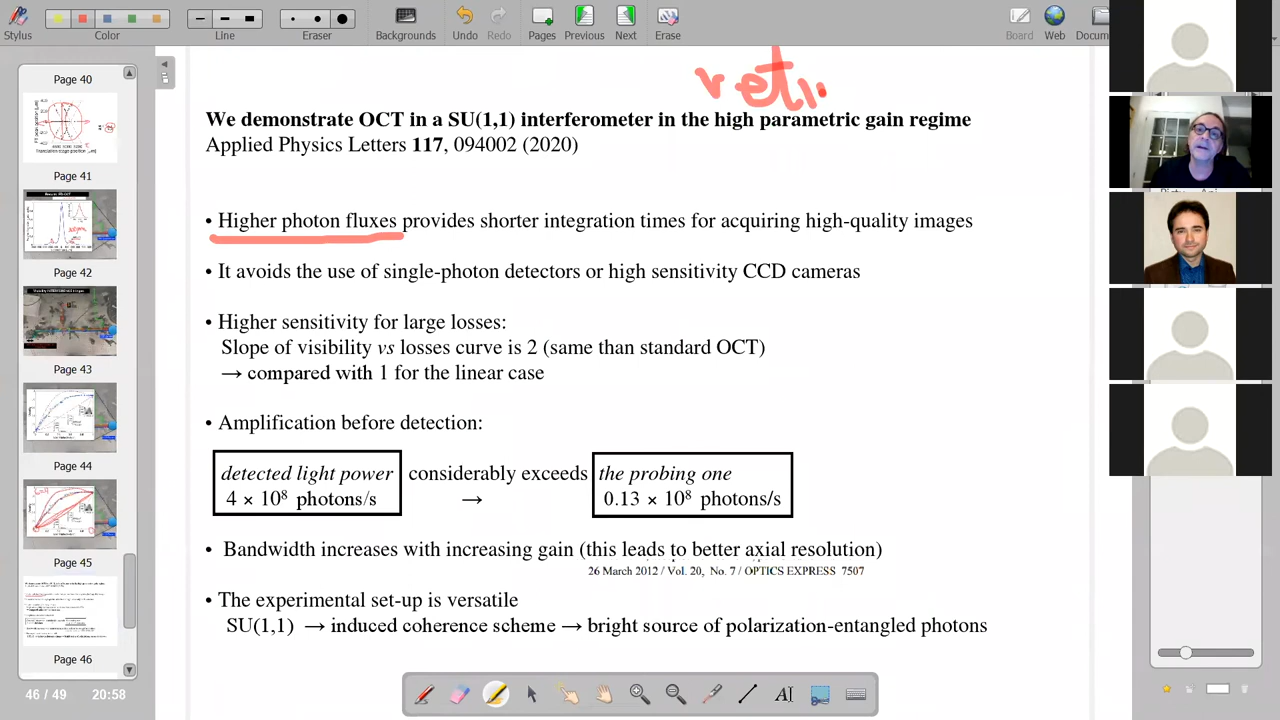 Stylus
Color
Line
Eraser
Backgrounds
Undo
Redo
Pages
Previous
Next
Erase
Board
Web
Page 40
Page 41
Page 42
Page 43
Page 44
Page 45
Page 46
46 / 49 20:58
We demonstrate OCT in a SU(1,1) interferometer in the high parametric gain regime
Applied Physics Letters 117, 094002 (2020)
• Higher photon fluxes provides shorter integration times for acquiring high-quality images
• It avoids the use of single-photon detectors or high sensitivity CCD cameras
• Higher sensitivity for large losses:
Slope of visibility vs losses curve is 2 (same than standard OCT)
→ compared with 1 for the linear case
• Amplification before detection:
detected light power considerably exceeds the probing one
4 × 10⁸ photons/s → 0.13 × 10⁸ photons/s
• Bandwidth increases with increasing gain (this leads to better axial resolution)
26 March 2012 / Vol. 20, No. 7 / OPTICS EXPRESS 7507
• The experimental set-up is versatile
SU(1,1) → induced coherence scheme → bright source of polarization-entangled photons